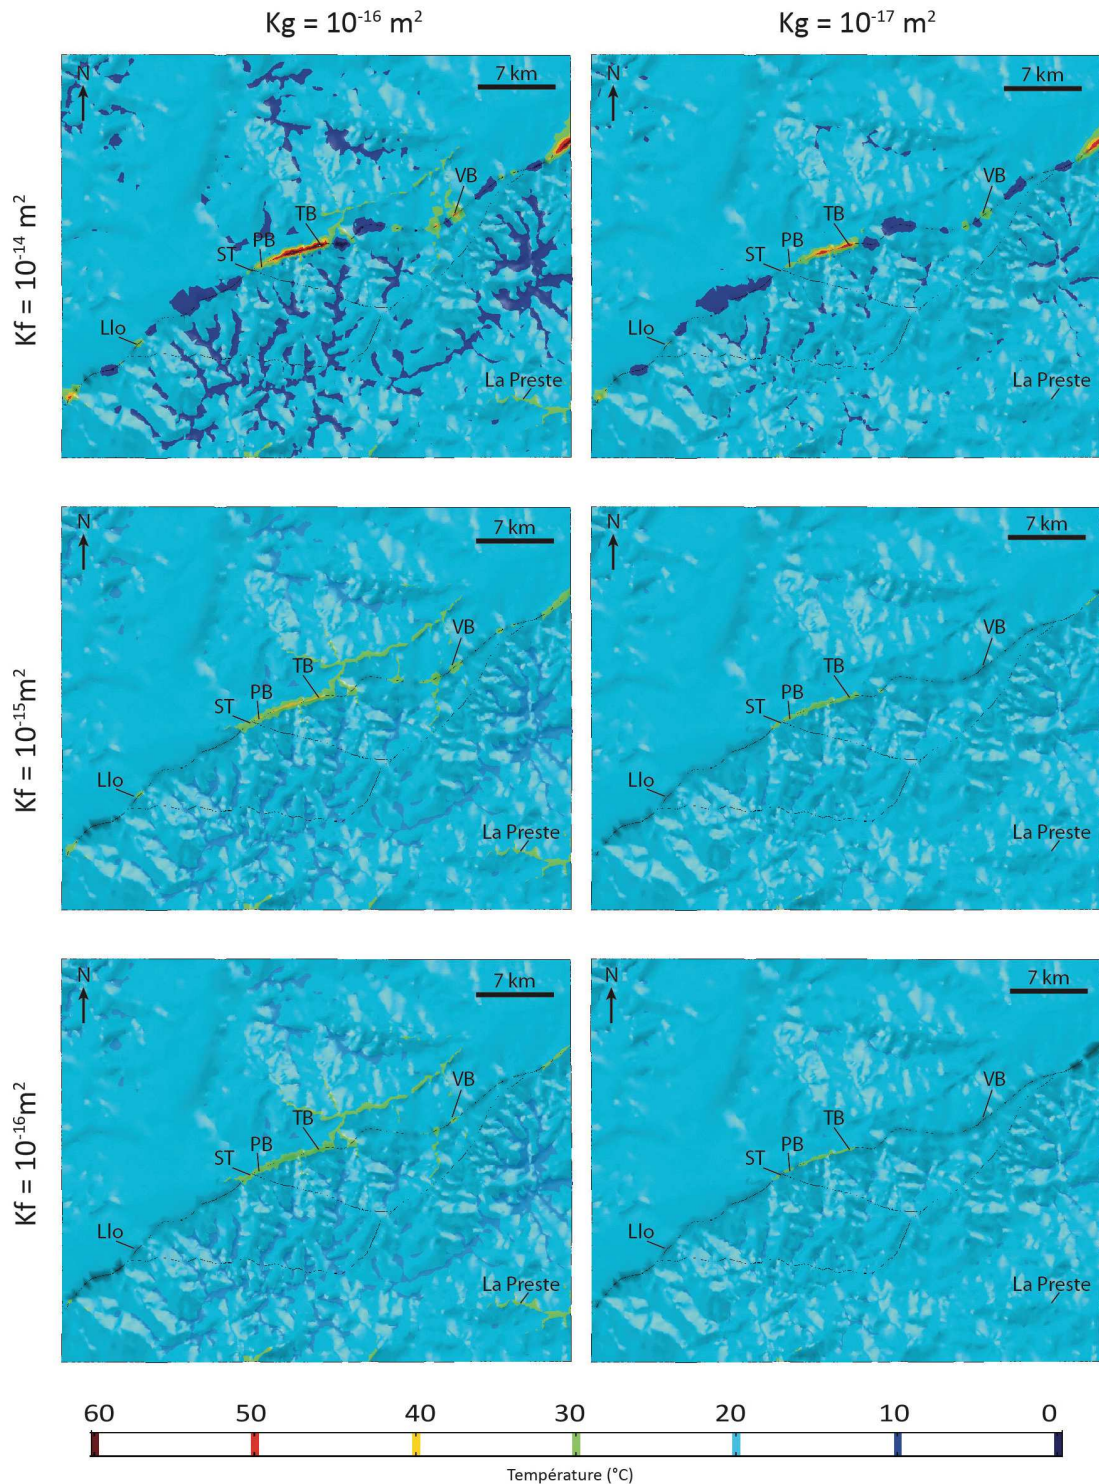 Kg = 10⁻¹⁶ m²
Kg = 10⁻¹⁷ m²
Kf = 10⁻¹⁴ m²
N
7 km
VB
TB
PB
ST
Llo
La Preste
N
7 km
VB
TB
PB
ST
Llo
La Preste
Kf = 10⁻¹⁵m²
N
7 km
VB
TB
PB
ST
Llo
La Preste
N
7 km
VB
TB
PB
ST
Llo
La Preste
Kf = 10⁻¹⁶m²
N
7 km
VB
TB
PB
ST
Llo
La Preste
N
7 km
VB
TB
PB
ST
Llo
La Preste
60 50 40 30 20 10 0
Température (°C)